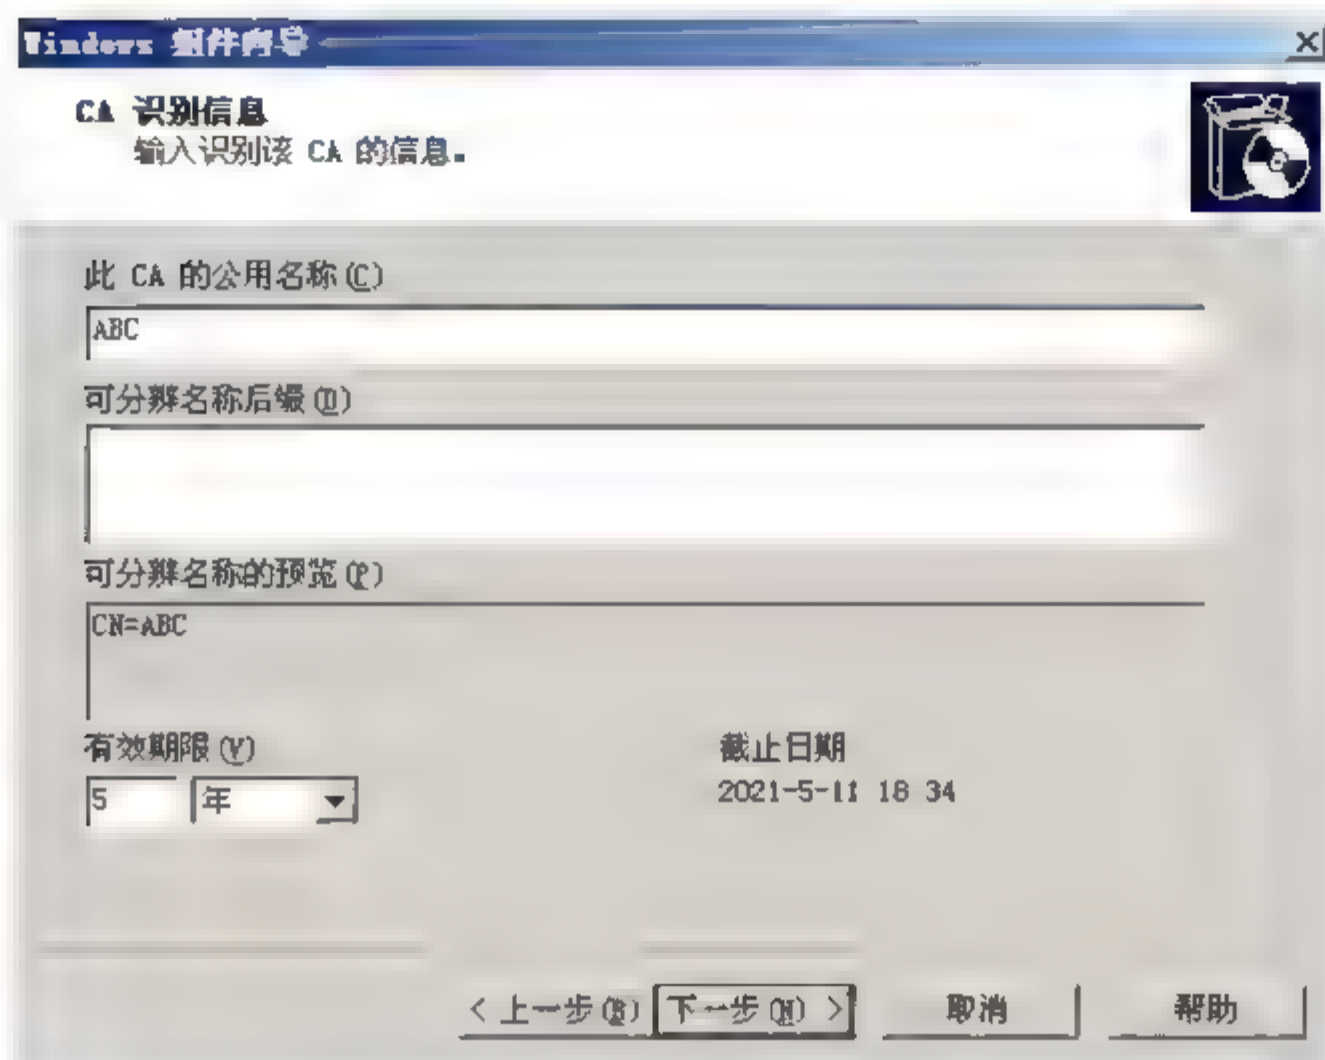 Windows 组件向导
CA 识别信息
输入识别该 CA 的信息。
此 CA 的公用名称(C)
ABC
可分辨名称后缀(D)
可分辨名称的预览(P)
CN=ABC
有效期限(V)
截止日期
5 年
2021-5-11 18 34
< 上一步(B) 下一步(N) > 取消 帮助